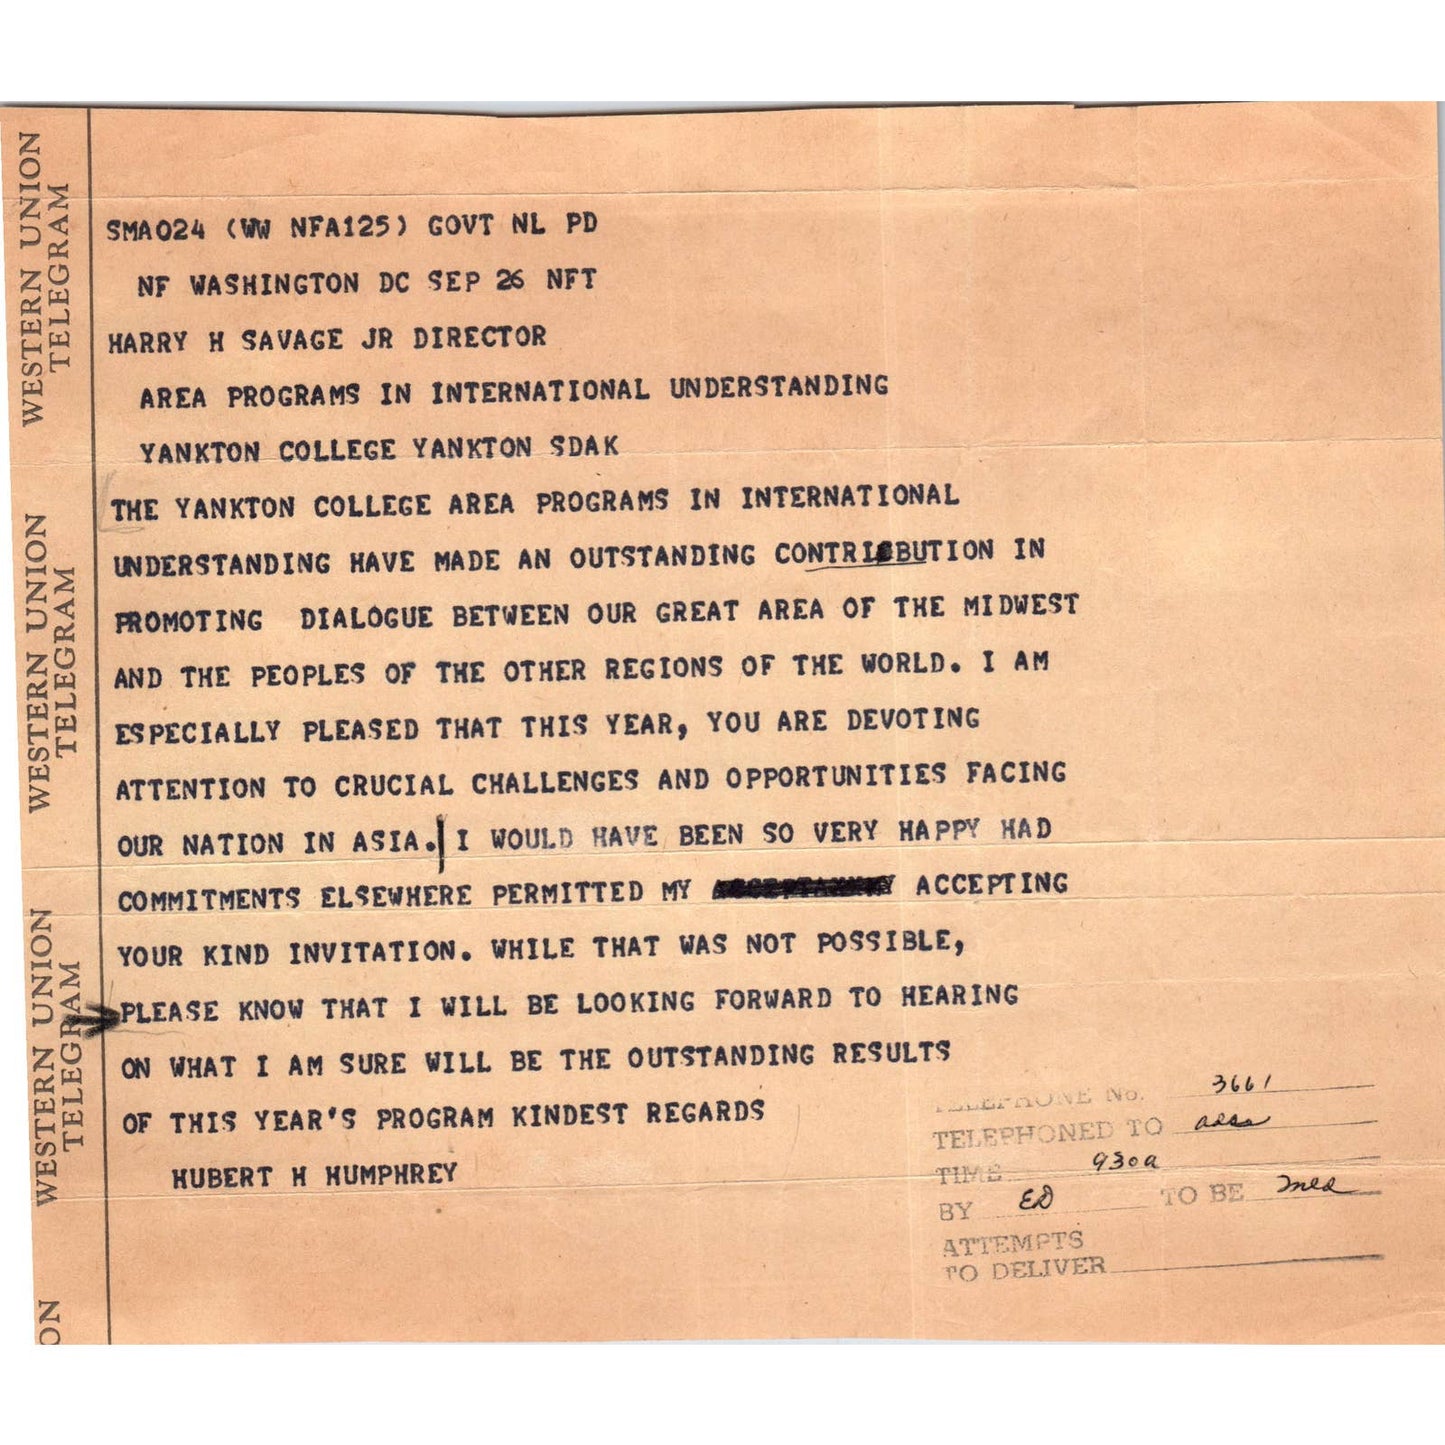 WESTERN UNION
TELEGRAM
WESTERN UNION
TELEGRAM
WESTERN UNION
TELEGRAM
ON
SMA024 (WW NFA125) GOVT NL PD
NF WASHINGTON DC SEP 26 NFT
HARRY H SAVAGE JR DIRECTOR
AREA PROGRAMS IN INTERNATIONAL UNDERSTANDING
YANKTON COLLEGE YANKTON SDAK
THE YANKTON COLLEGE AREA PROGRAMS IN INTERNATIONAL
UNDERSTANDING HAVE MADE AN OUTSTANDING CONTRIBUTION IN
PROMOTING DIALOGUE BETWEEN OUR GREAT AREA OF THE MIDWEST
AND THE PEOPLES OF THE OTHER REGIONS OF THE WORLD. I AM
ESPECIALLY PLEASED THAT THIS YEAR, YOU ARE DEVOTING
ATTENTION TO CRUCIAL CHALLENGES AND OPPORTUNITIES FACING
OUR NATION IN ASIA. I WOULD HAVE BEEN SO VERY HAPPY HAD
COMMITMENTS ELSEWHERE PERMITTED MY ACCEPTING
YOUR KIND INVITATION. WHILE THAT WAS NOT POSSIBLE,
PLEASE KNOW THAT I WILL BE LOOKING FORWARD TO HEARING
ON WHAT I AM SURE WILL BE THE OUTSTANDING RESULTS
OF THIS YEAR'S PROGRAM KINDEST REGARDS
HUBERT H HUMPHREY
TELEPHONE No. 3661
TELEPHONED TO
TIME 930a
BY ED TO BE mld
ATTEMPTS
TO DELIVER